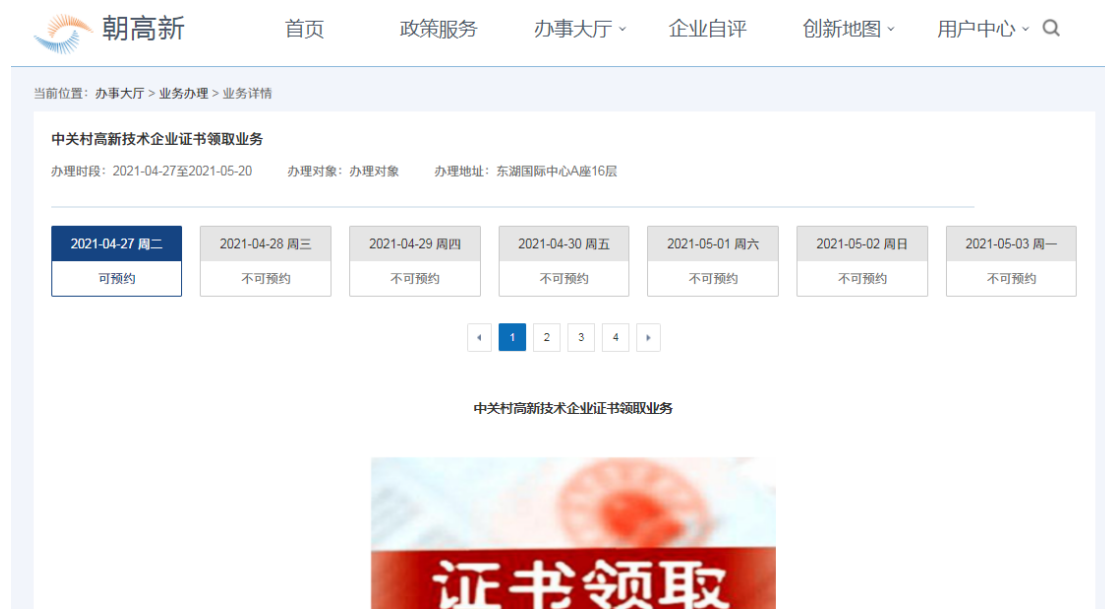 朝高新 首页 政策服务 办事大厅 企业自评 创新地图 用户中心
当前位置：办事大厅 > 业务办理 > 业务详情
中关村高新技术企业证书领取业务
办理时段：2021-04-27至2021-05-20 办理对象：办理对象 办理地址：东湖国际中心A座16层
2021-04-27 周二 2021-04-28 周三 2021-04-29 周四 2021-04-30 周五 2021-05-01 周六 2021-05-02 周日 2021-05-03 周一
可预约 不可预约 不可预约 不可预约 不可预约 不可预约 不可预约
1 2 3 4
中关村高新技术企业证书领取业务
证书领取